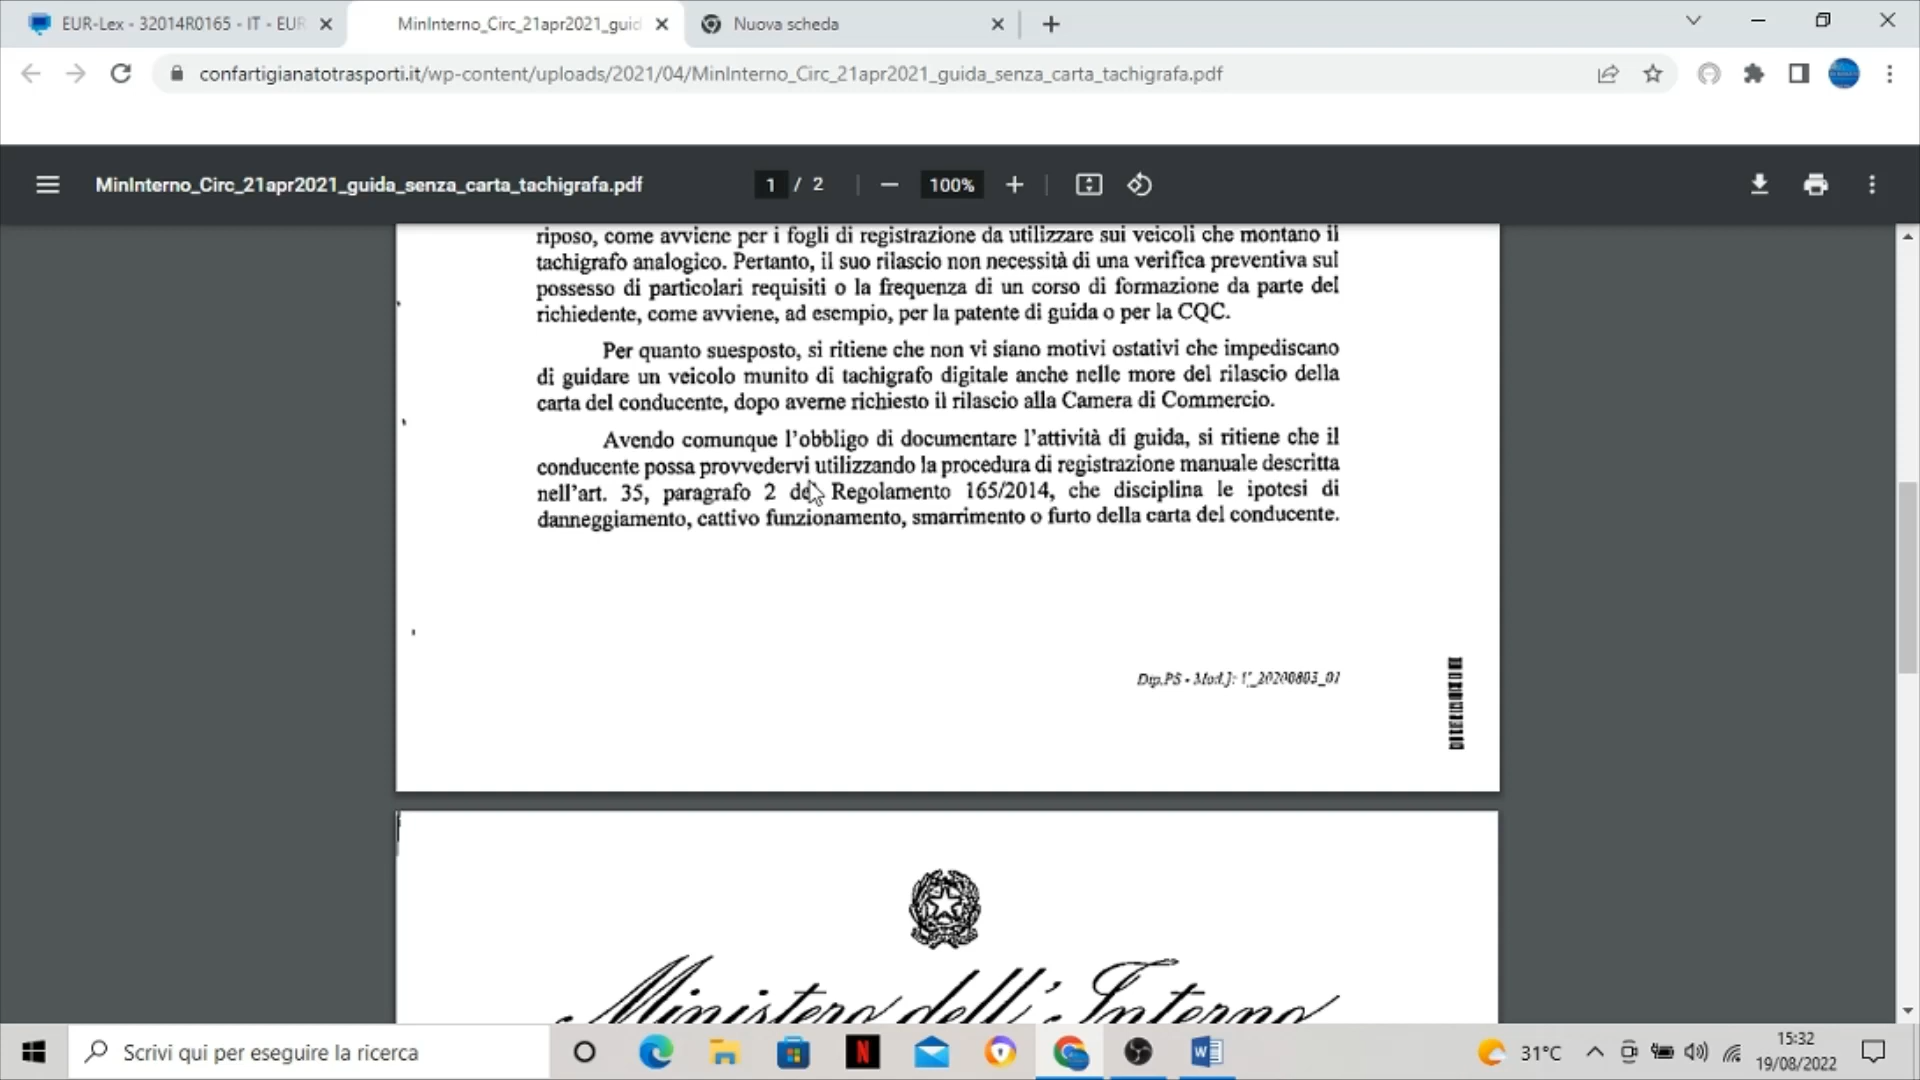 EUR-Lex - 32014R0165 - IT - EUR
MinInterno_Circ_21apr2021_guid
Nuova scheda
confartigianatotrasporti.it/wp-content/uploads/2021/04/MinInterno_Circ_21apr2021_guida_senza_carta_tachigrafa.pdf
MinInterno_Circ_21apr2021_guida_senza_carta_tachigrafa.pdf
1 / 2
100%
riposo, come avviene per i fogli di registrazione da utilizzare sui veicoli che montano il
tachigrafo analogico. Pertanto, il suo rilascio non necessità di una verifica preventiva sul
possesso di particolari requisiti o la frequenza di un corso di formazione da parte del
richiedente, come avviene, ad esempio, per la patente di guida o per la CQC.
Per quanto suesposto, si ritiene che non vi siano motivi ostativi che impediscano
di guidare un veicolo munito di tachigrafo digitale anche nelle more del rilascio della
carta del conducente, dopo averne richiesto il rilascio alla Camera di Commercio.
Avendo comunque l'obbligo di documentare l'attività di guida, si ritiene che il
conducente possa provvedervi utilizzando la procedura di registrazione manuale descritta
nell'art. 35, paragrafo 2 del Regolamento 165/2014, che disciplina le ipotesi di
danneggiamento, cattivo funzionamento, smarrimento o furto della carta del conducente.
Dip.PS - Mod.
Ministero dell'Interno
Scrivi qui per eseguire la ricerca
31°C
15:32
19/08/2022